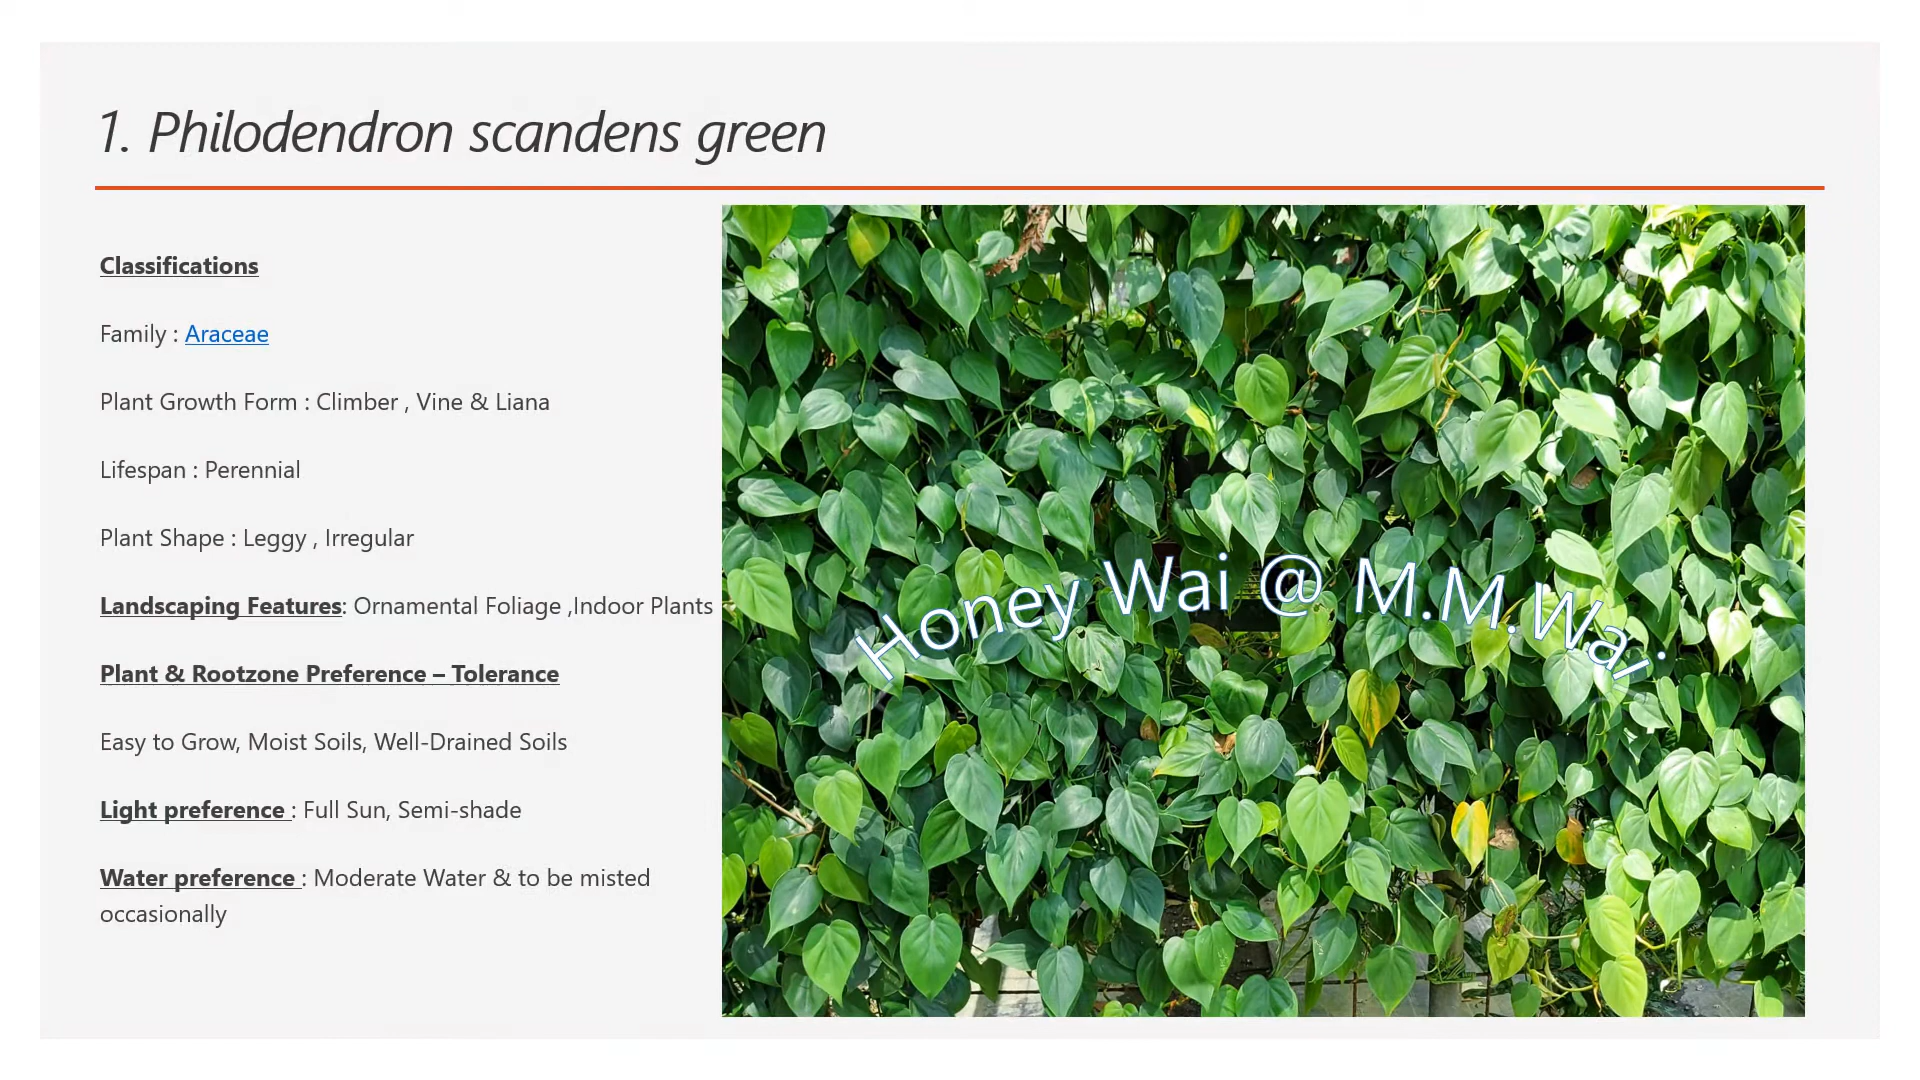 1. Philodendron scandens green
Classifications
Family : Araceae
Plant Growth Form : Climber , Vine & Liana
Lifespan : Perennial
Plant Shape : Leggy , Irregular
Landscaping Features: Ornamental Foliage ,Indoor Plants
Plant & Rootzone Preference – Tolerance
Easy to Grow, Moist Soils, Well-Drained Soils
Light preference : Full Sun, Semi-shade
Water preference : Moderate Water & to be misted
occasionally
Honey Wai @ M.M.Wai